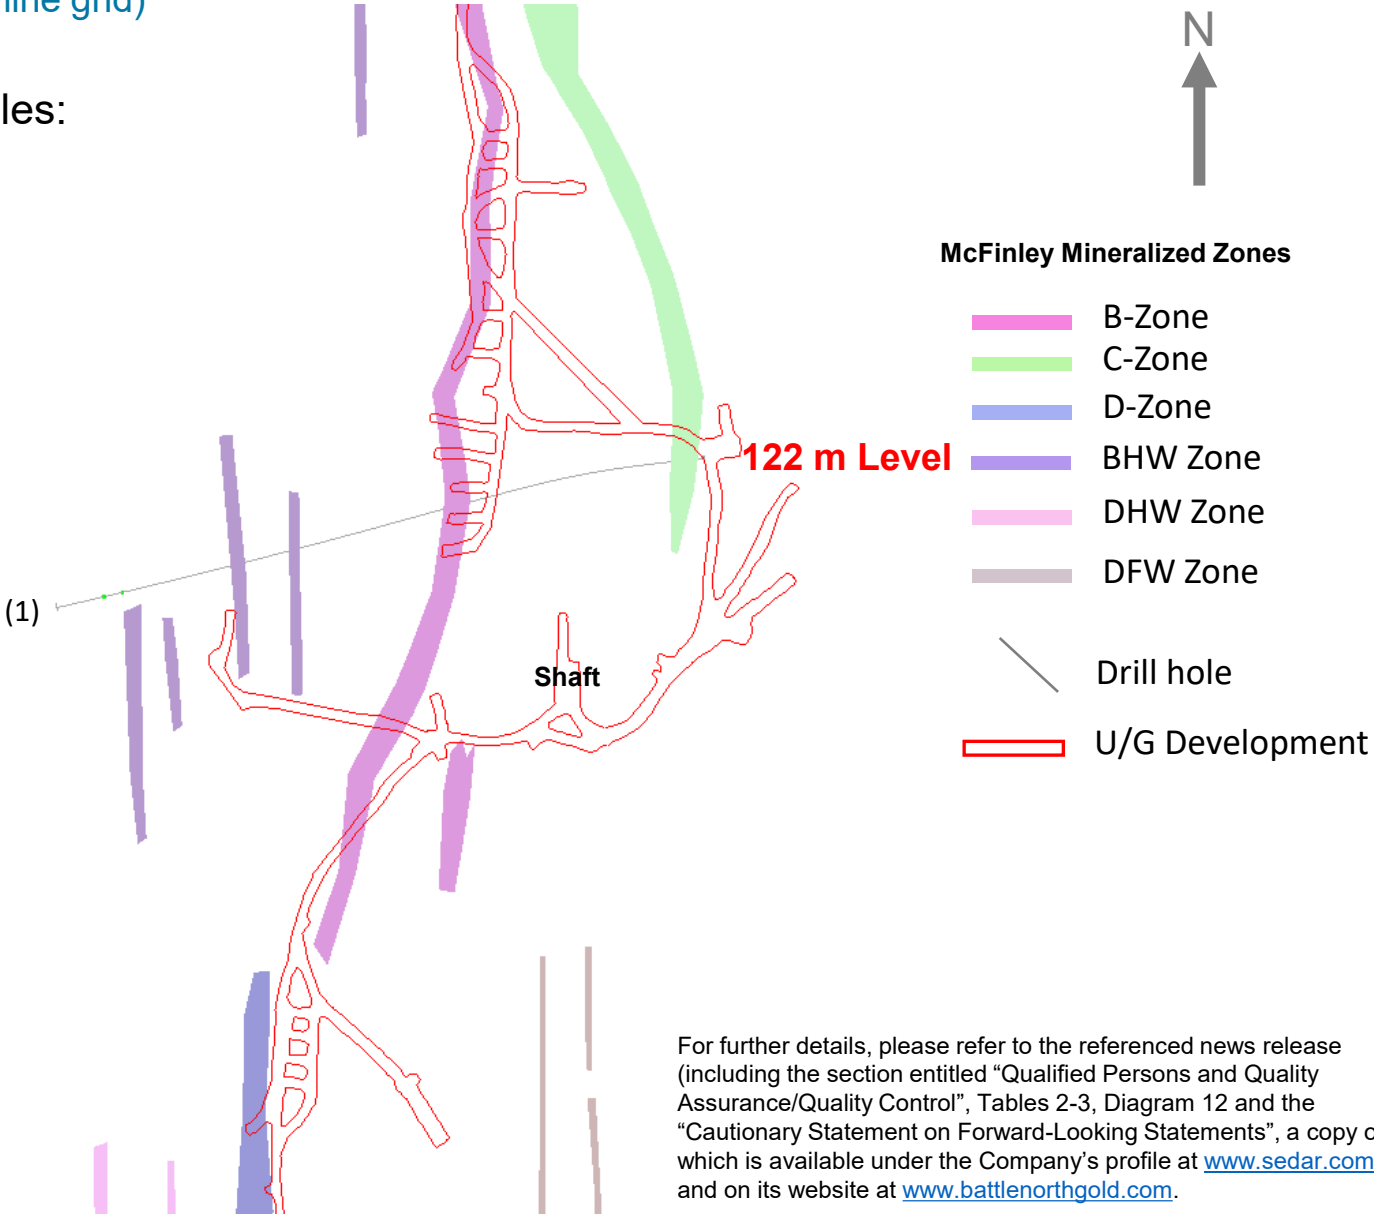 line grid)
les:
N
McFinley Mineralized Zones
B-Zone
C-Zone
D-Zone
122 m Level
BHW Zone
DHW Zone
DFW Zone
(1)
Shaft
Drill hole
U/G Development
For further details, please refer to the referenced news release
(including the section entitled “Qualified Persons and Quality
Assurance/Quality Control”, Tables 2-3, Diagram 12 and the
“Cautionary Statement on Forward-Looking Statements”, a copy o
which is available under the Company’s profile at www.sedar.com
and on its website at www.battlenorthgold.com.